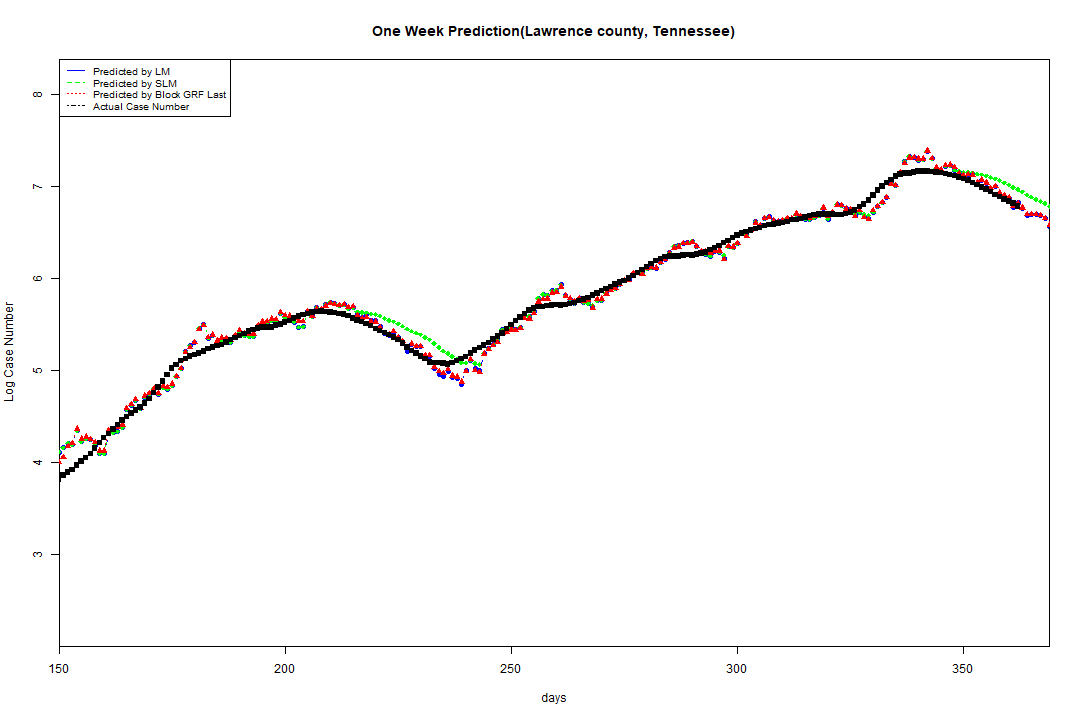 One Week Prediction(Lawrence county, Tennessee)
Predicted by LM
Predicted by SLM
Predicted by Block GRF Last
Actual Case Number
8
7
6
5
4
3
Log Case Number
150 200 250 300 350
days